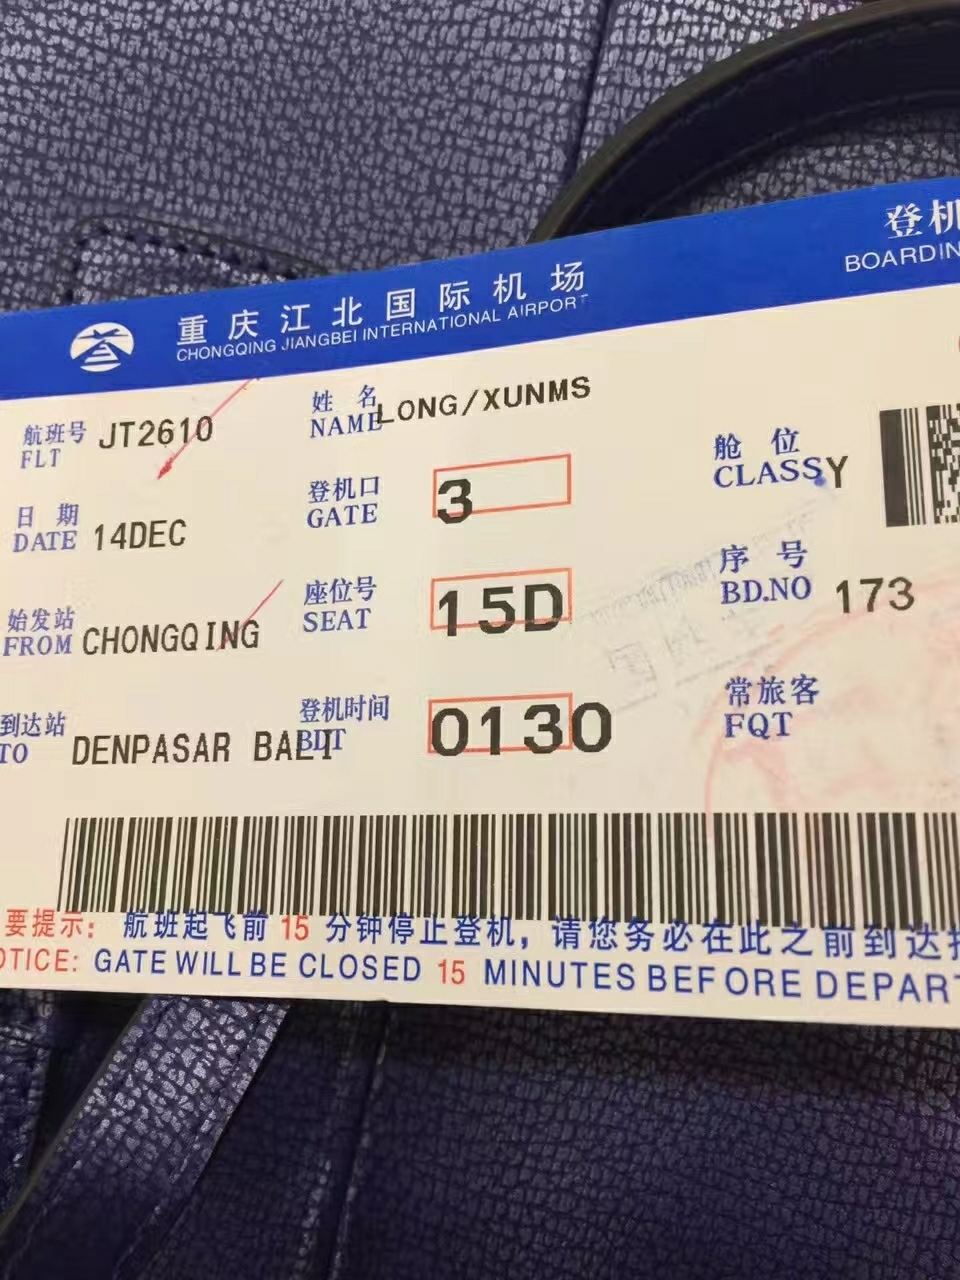 登机
BOARDIN
重庆江北国际机场
CHONGQING JIANGBEI INTERNATIONAL AIRPORT
航班号 FLT JT2610
姓名 NAME LONG/XUNMS
舱位 CLASS Y
日期 DATE 14DEC
登机口 GATE 3
序号 BD.NO 173
始发站 FROM CHONGQING
座位号 SEAT 15D
常旅客 FQT
到达站 TO DENPASAR BALI
登机时间 BDT 0130
要提示: 航班起飞前 15 分钟停止登机，请您务必在此之前到达
OTICE: GATE WILL BE CLOSED 15 MINUTES BEFORE DEPART